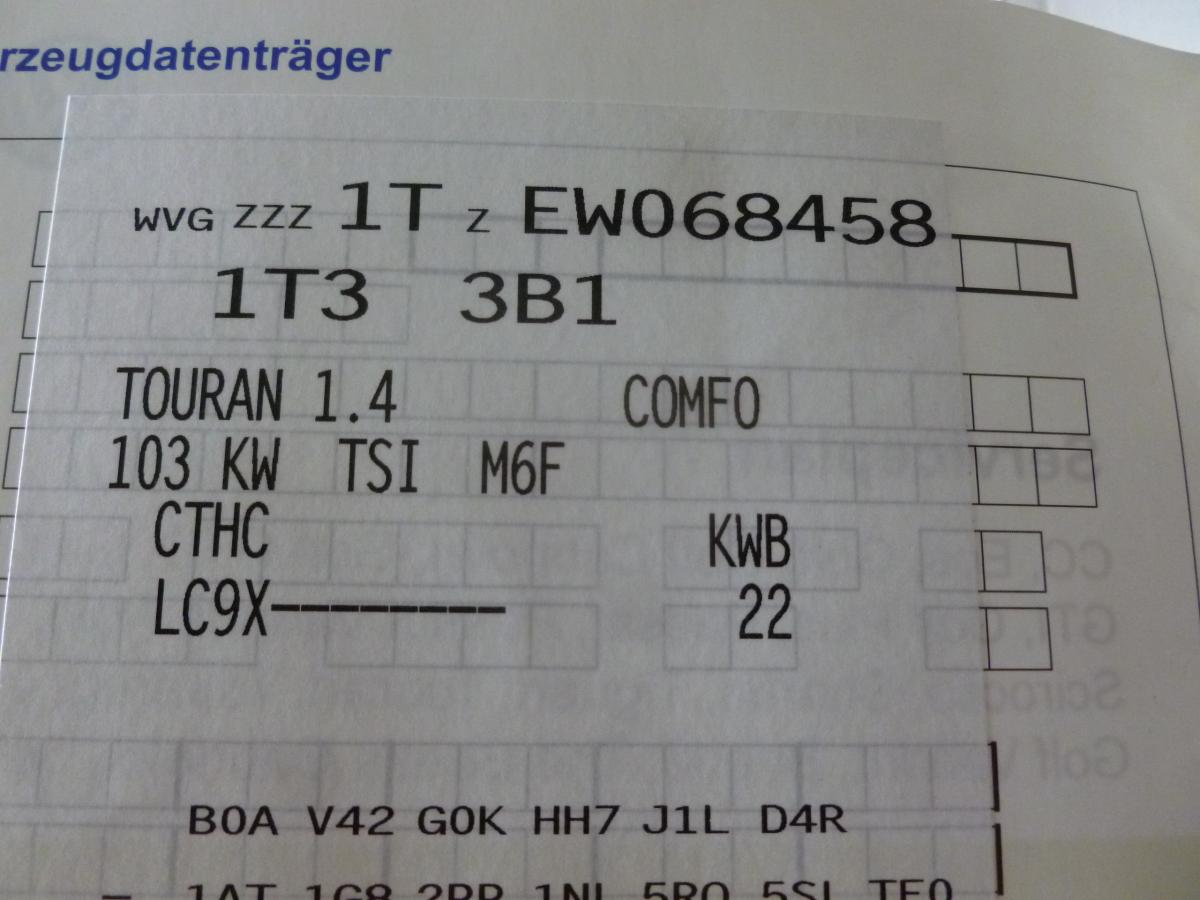 rzeugdatenträger
WVG ZZZ 1T Z EW068458
1T3 3B1
TOURAN 1.4 COMFO
103 KW TSI M6F
CTHC KWB
LC9X--------- 22
B0A V42 G0K HH7 J1L D4R